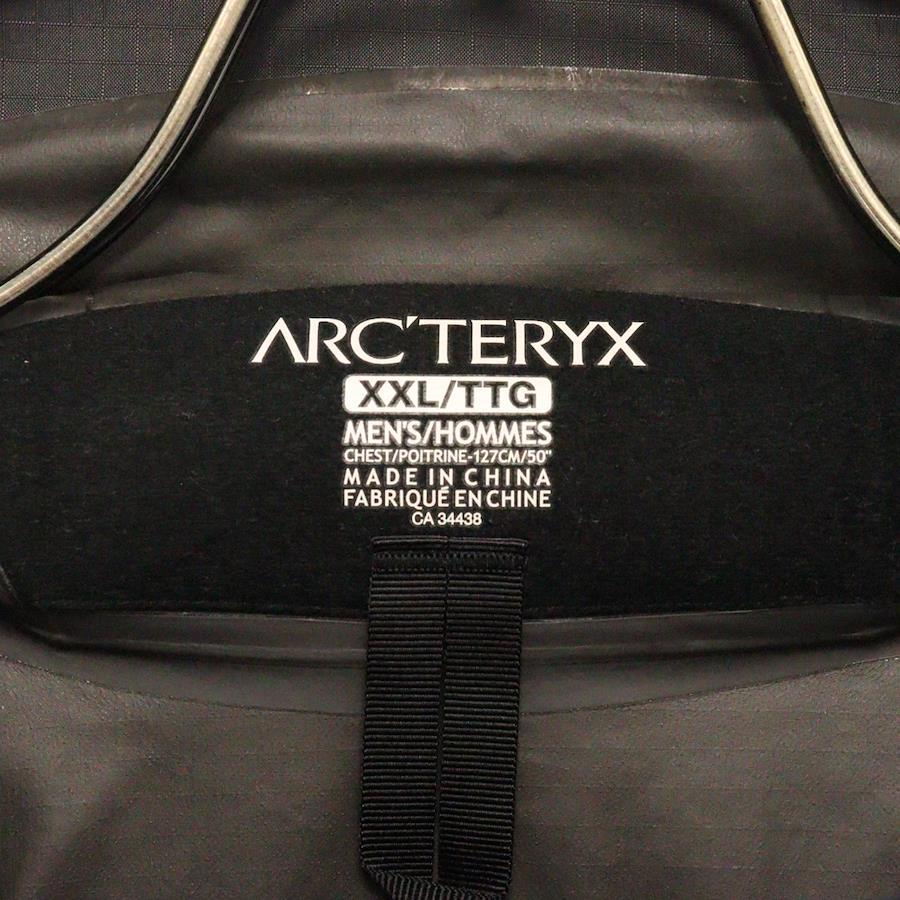 ARC'TERYX
XXL/TTG
MEN'S/HOMMES
CHEST/POITRINE-127CM/50"
MADE IN CHINA
FABRIQUÉ EN CHINE
CA 34438